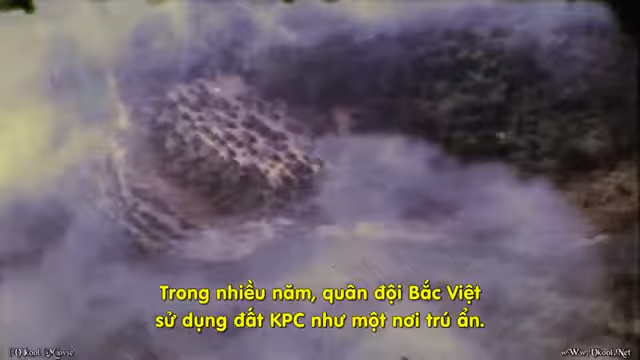 Trong nhiều năm, quân đội Bắc Việt
sử dụng đất KPC như một nơi trú ẩn.